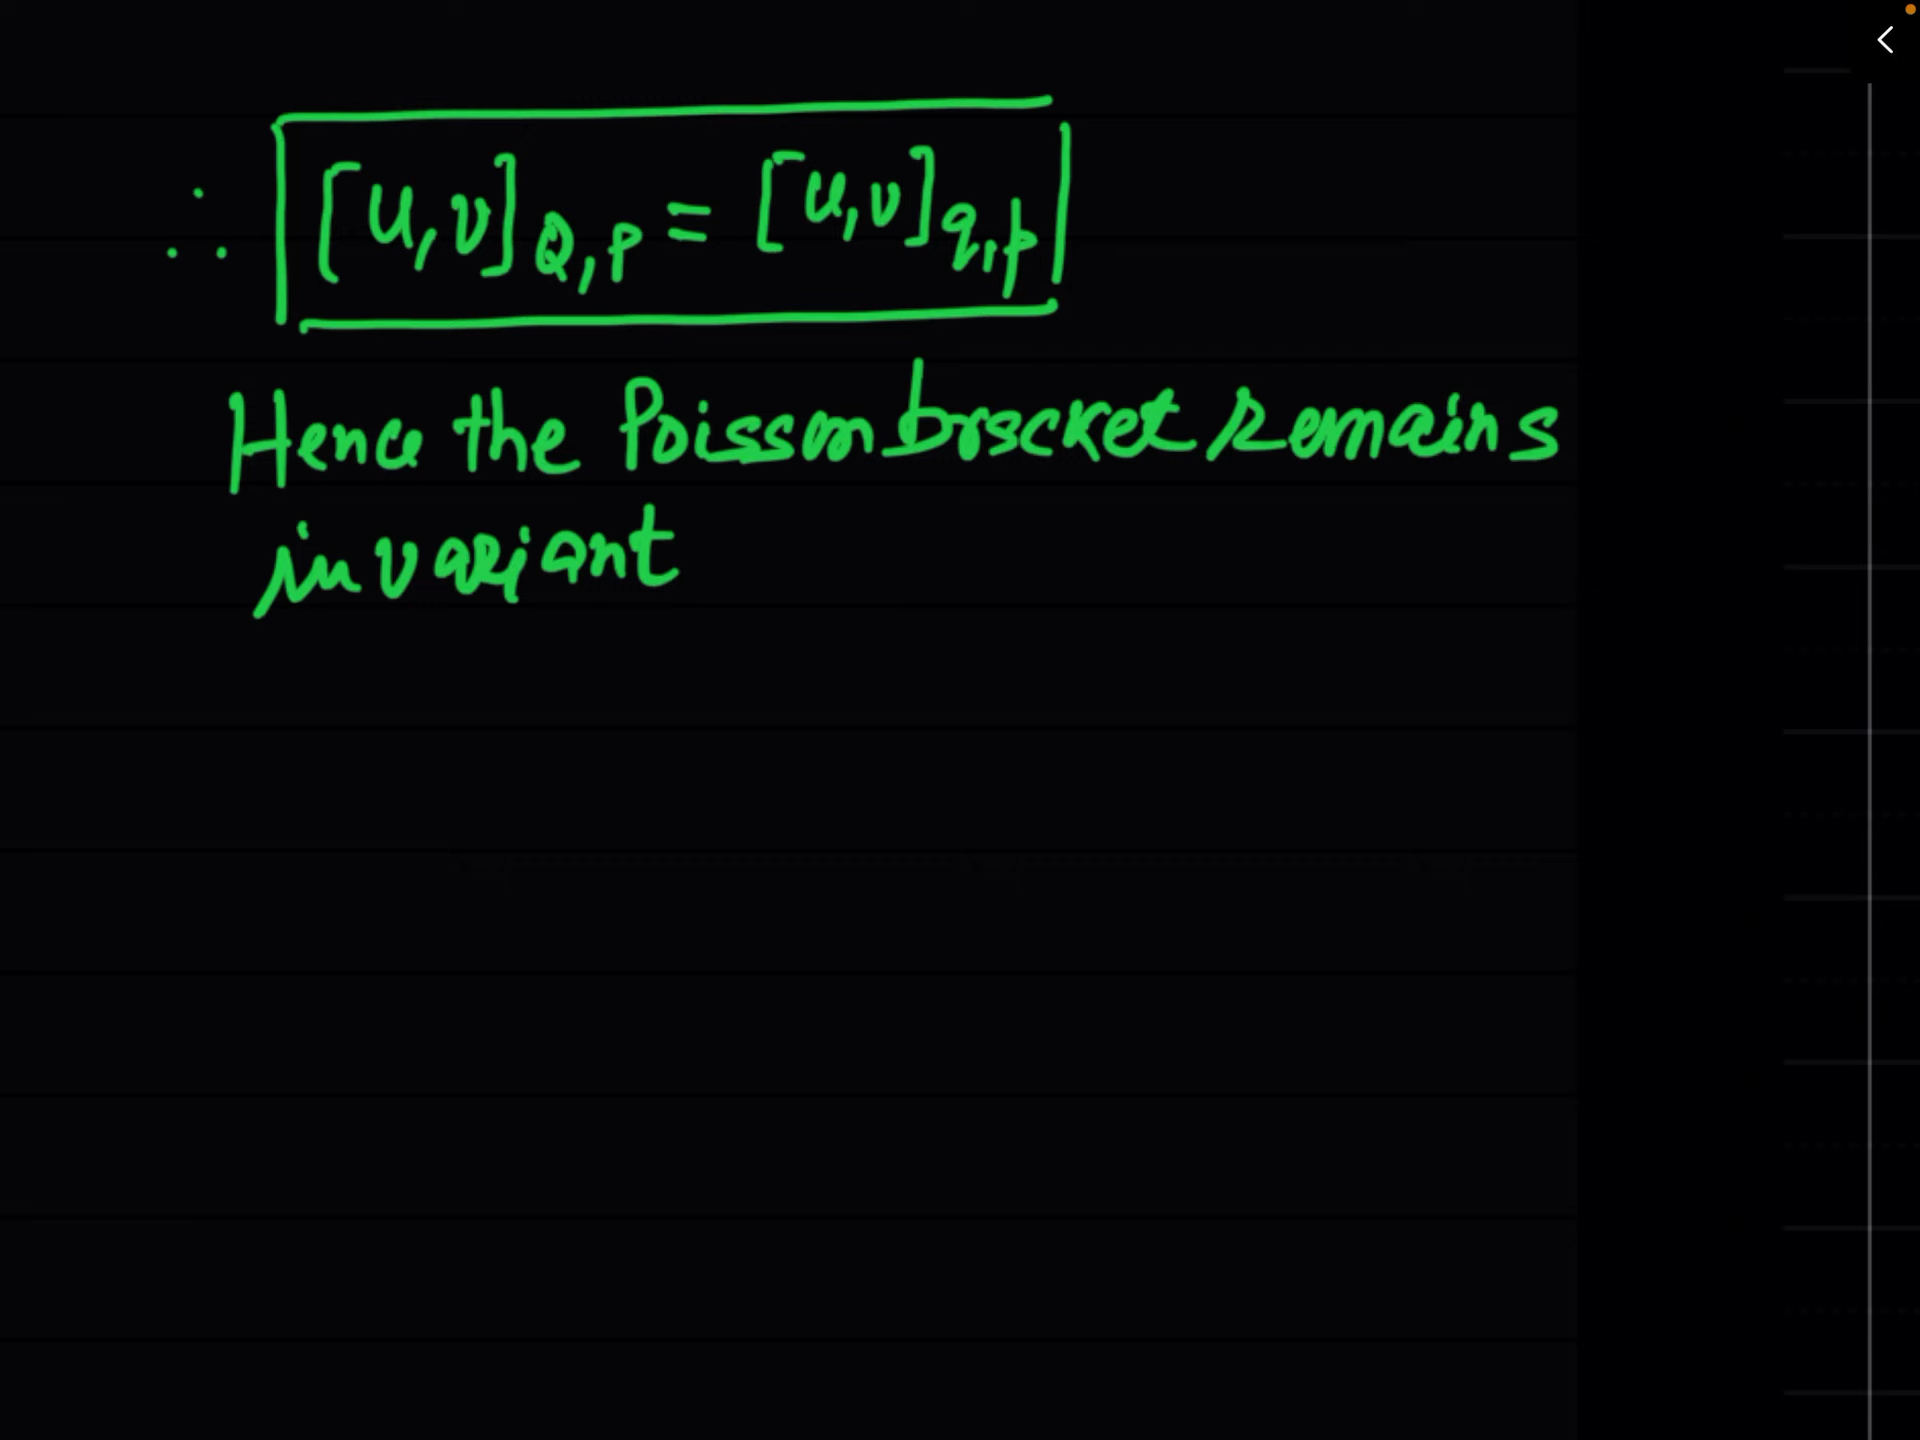 ∴ [u,v]Q,P = [u,v]q,p
Hence the Poisson bracket remains
invariant